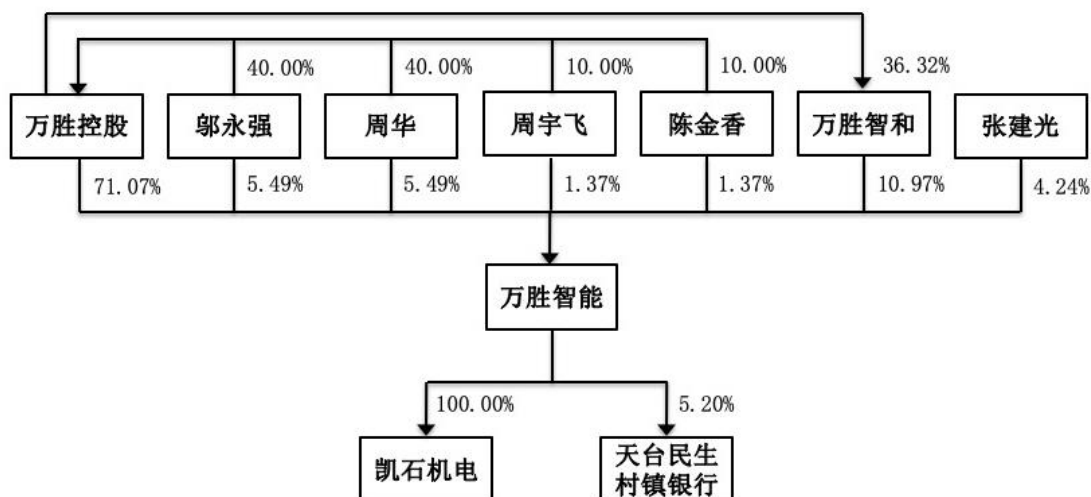 40.00%
40.00%
10.00%
10.00%
36.32%
万胜控股
邬永强
周华
周宇飞
陈金香
万胜智和
张建光
71.07%
5.49%
5.49%
1.37%
1.37%
10.97%
4.24%
万胜智能
100.00%
5.20%
凯石机电
天台民生
村镇银行